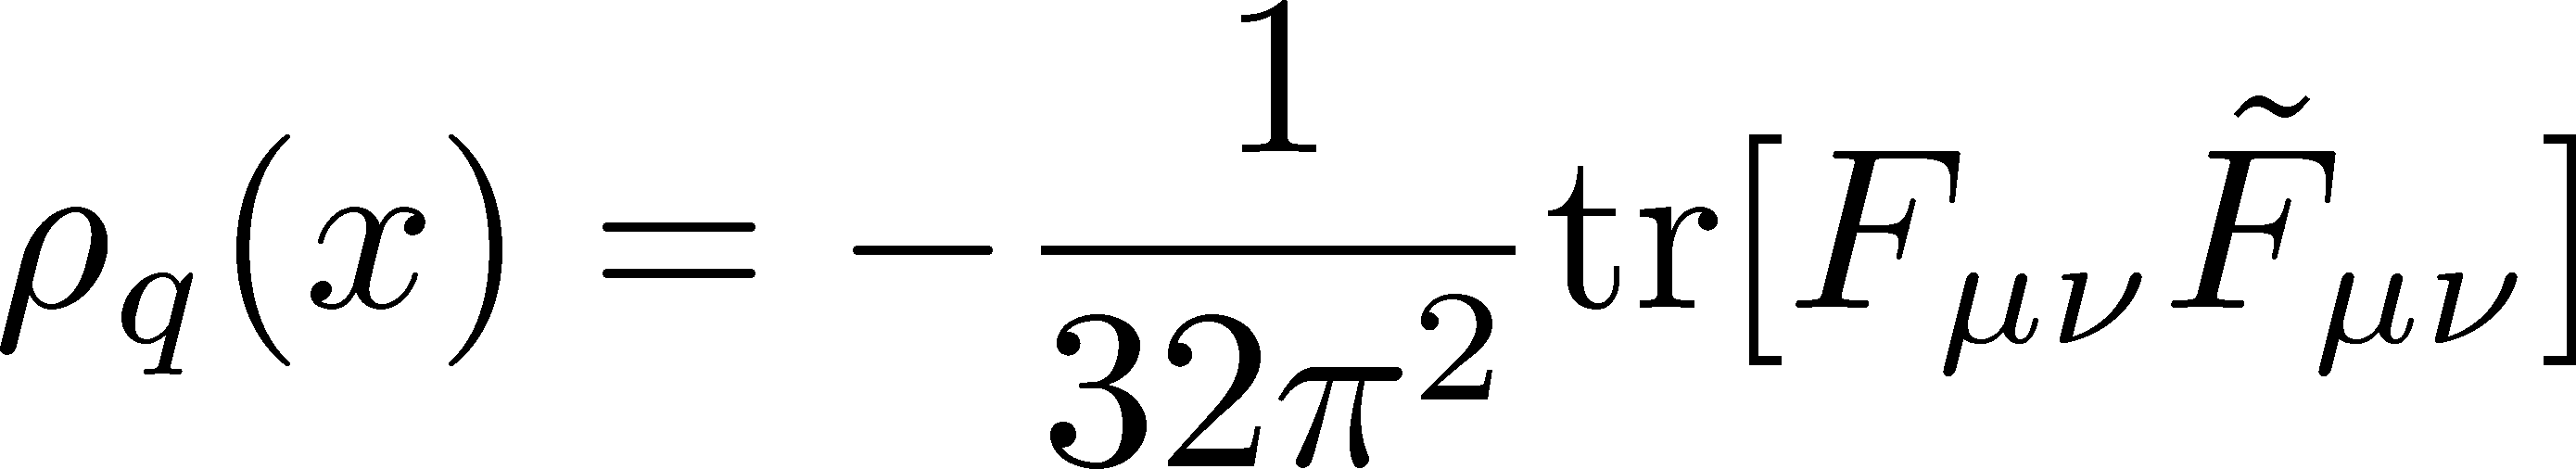 ρ_q(x) = −\frac{1}{32π^2} tr[F_{μν} \tilde{F}_{μν}]